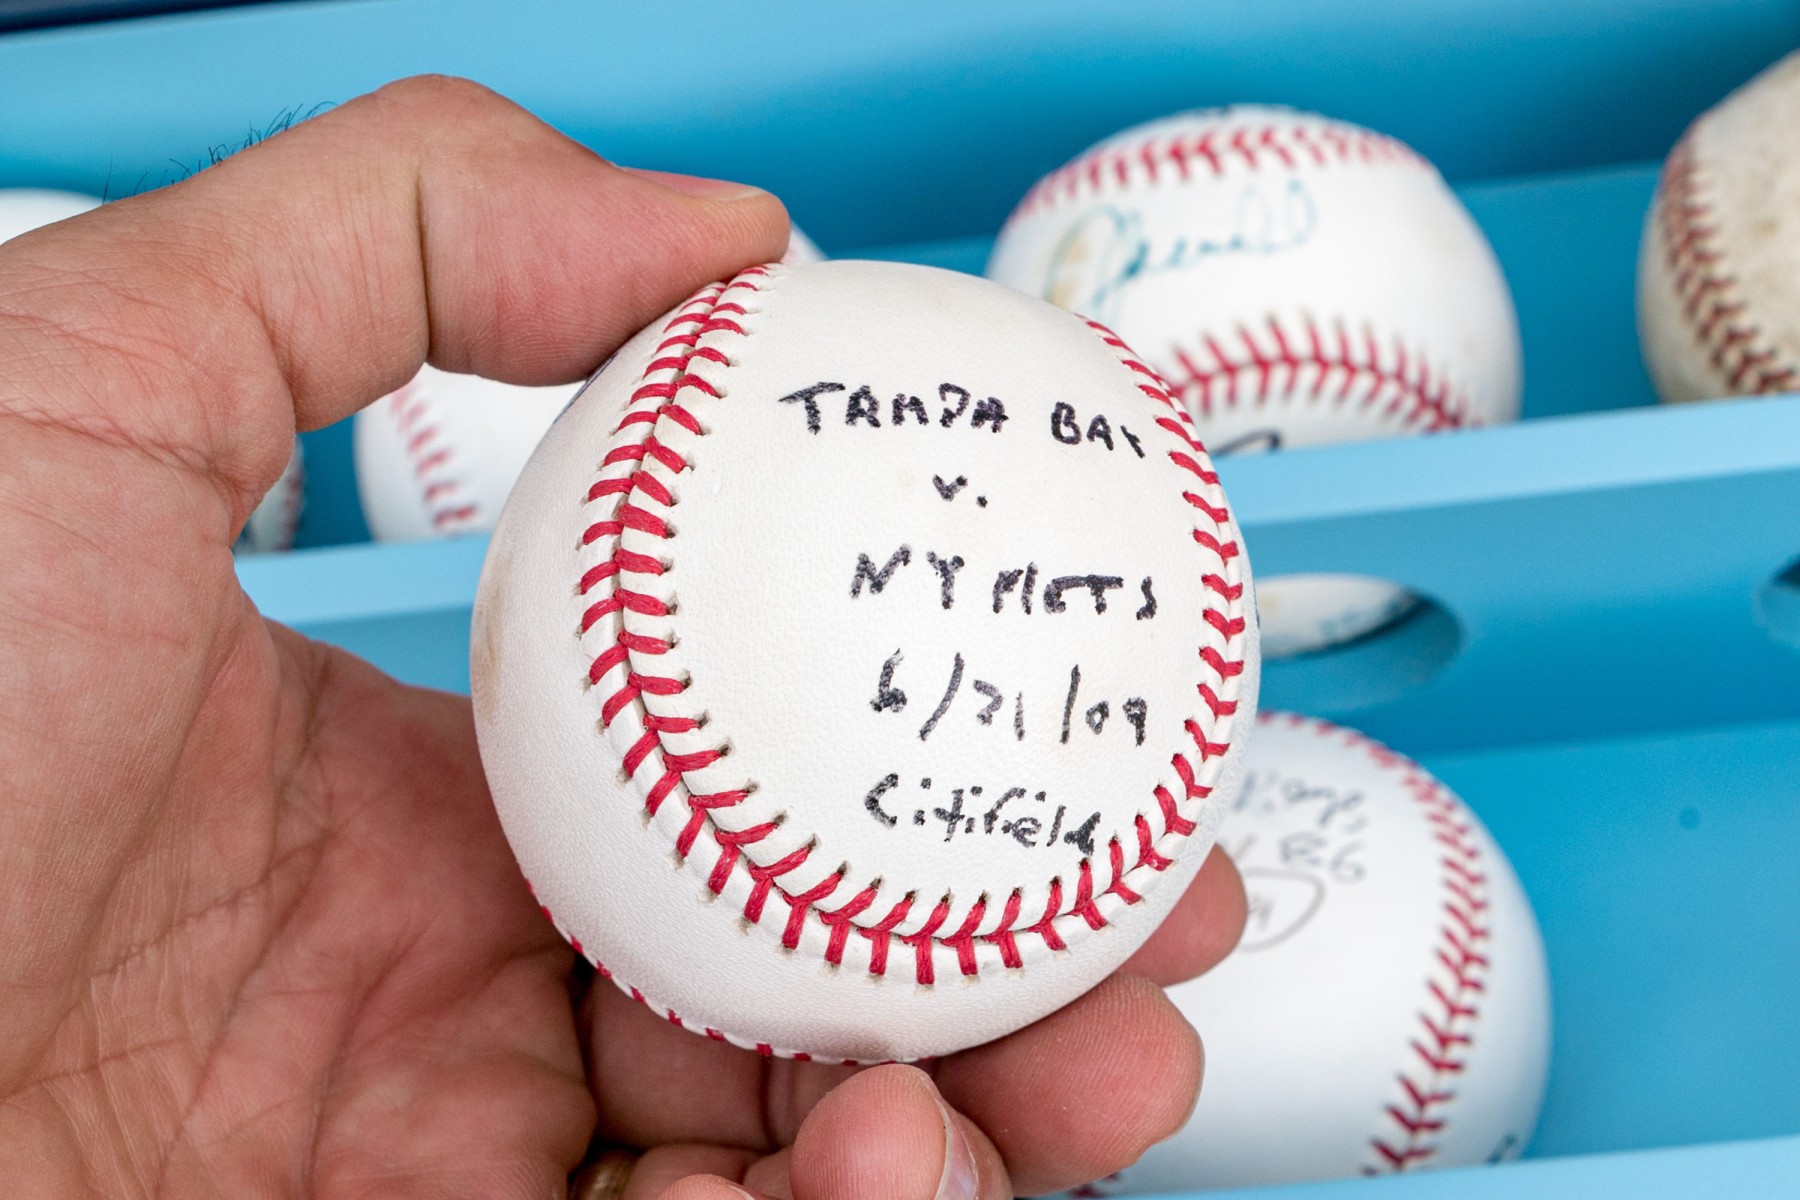 TAMPA BAY
v.
NY METS
6/21/09
Citifield